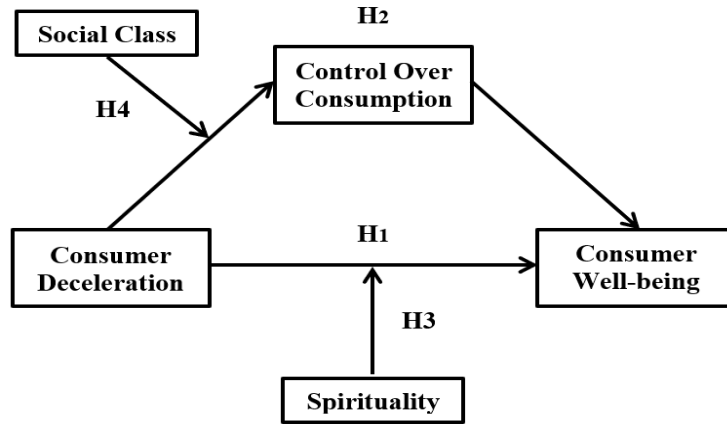 H2
Social Class
Control Over
Consumption
H4
Consumer
Deceleration
H1
Consumer
Well-being
H3
Spirituality